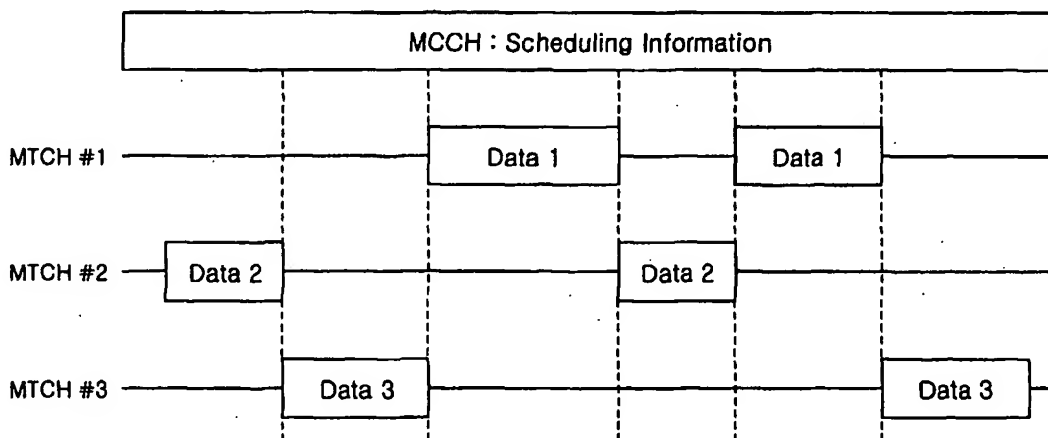 MCCH : Scheduling Information
MTCH #1
Data 1
Data 1
MTCH #2
Data 2
Data 2
MTCH #3
Data 3
Data 3